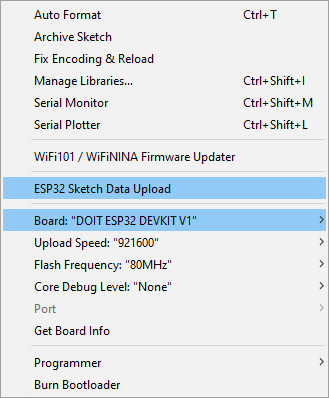 Auto Format Ctrl+T
Archive Sketch
Fix Encoding & Reload
Manage Libraries... Ctrl+Shift+I
Serial Monitor Ctrl+Shift+M
Serial Plotter Ctrl+Shift+L
WiFi101 / WiFiNINA Firmware Updater
ESP32 Sketch Data Upload
Board: "DOIT ESP32 DEVKIT V1"
Upload Speed: "921600"
Flash Frequency: "80MHz"
Core Debug Level: "None"
Port
Get Board Info
Programmer
Burn Bootloader